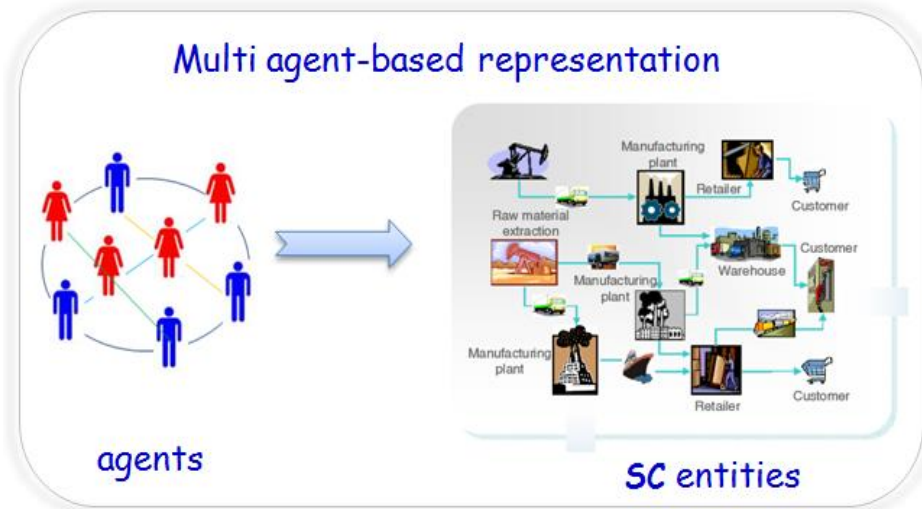 Multi agent-based representation
Manufacturing
plant
Retailer
Customer
Raw material
extraction
Customer
Warehouse
Manufacturing
plant
Manufacturing
plant
Retailer
Customer
agents
SC entities